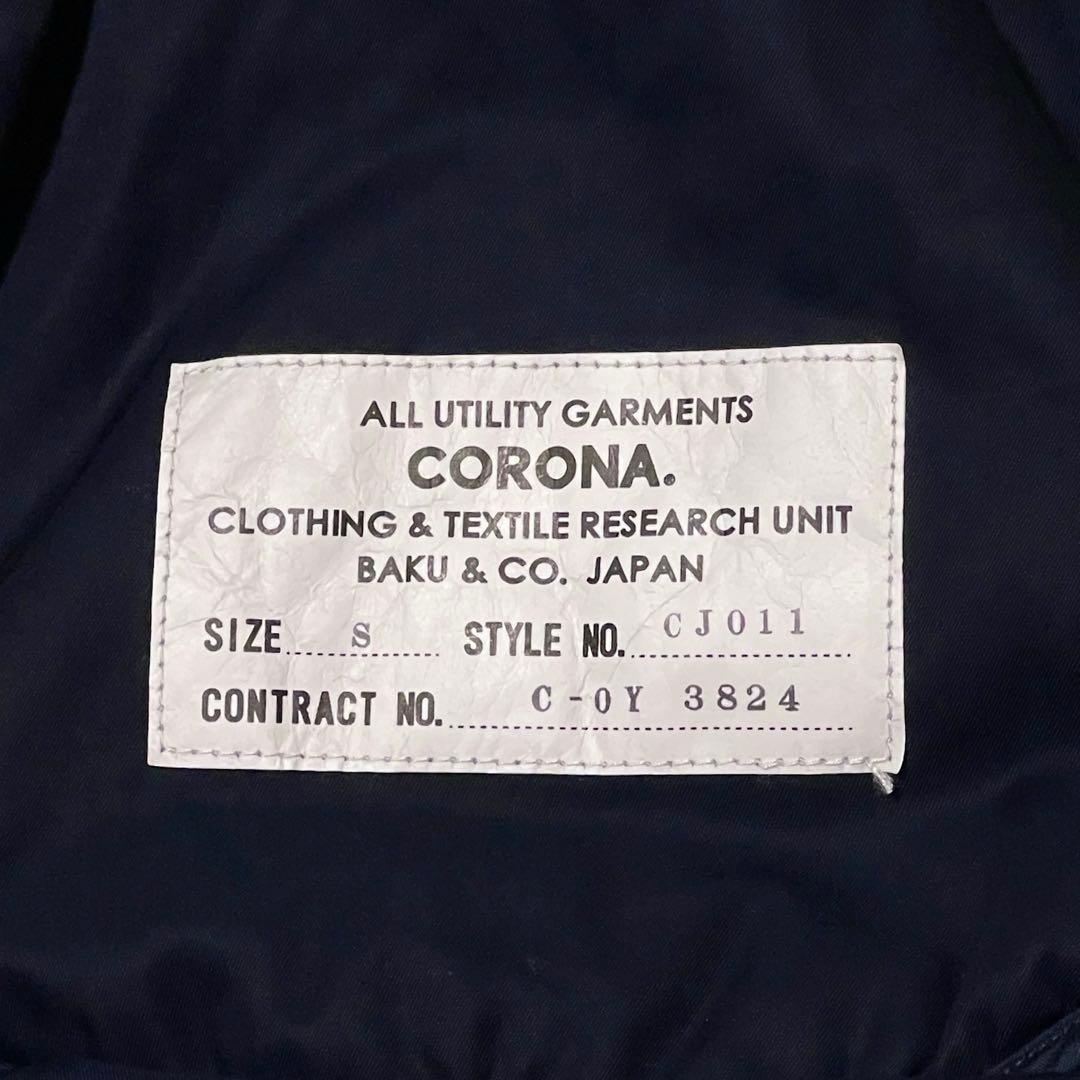 ALL UTILITY GARMENTS
CORONA.
CLOTHING & TEXTILE RESEARCH UNIT
BAKU & CO. JAPAN
SIZE S STYLE NO. CJ011
CONTRACT NO. C-0Y 3824